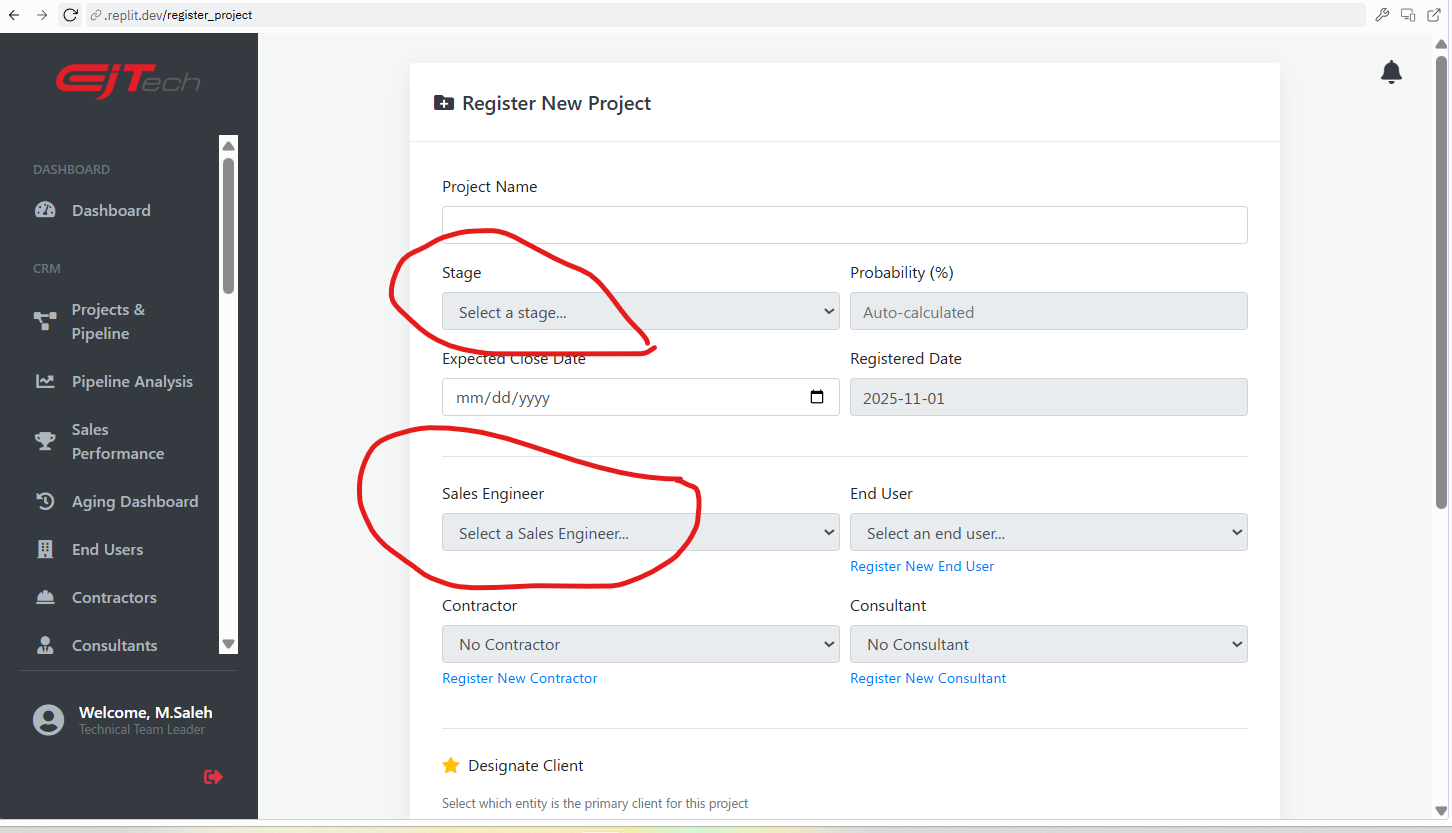 .replit.dev/register_project
EJTech
DASHBOARD
Dashboard
CRM
Projects &
Pipeline
Pipeline Analysis
Sales
Performance
Aging Dashboard
End Users
Contractors
Consultants
Welcome, M.Saleh
Technical Team Leader
Register New Project
Project Name
Stage
Probability (%)
Select a stage...
Auto-calculated
Expected Close Date
Registered Date
mm/dd/yyyy
2025-11-01
Sales Engineer
End User
Select a Sales Engineer...
Select an end user...
Register New End User
Contractor
Consultant
No Contractor
No Consultant
Register New Contractor
Register New Consultant
Designate Client
Select which entity is the primary client for this project